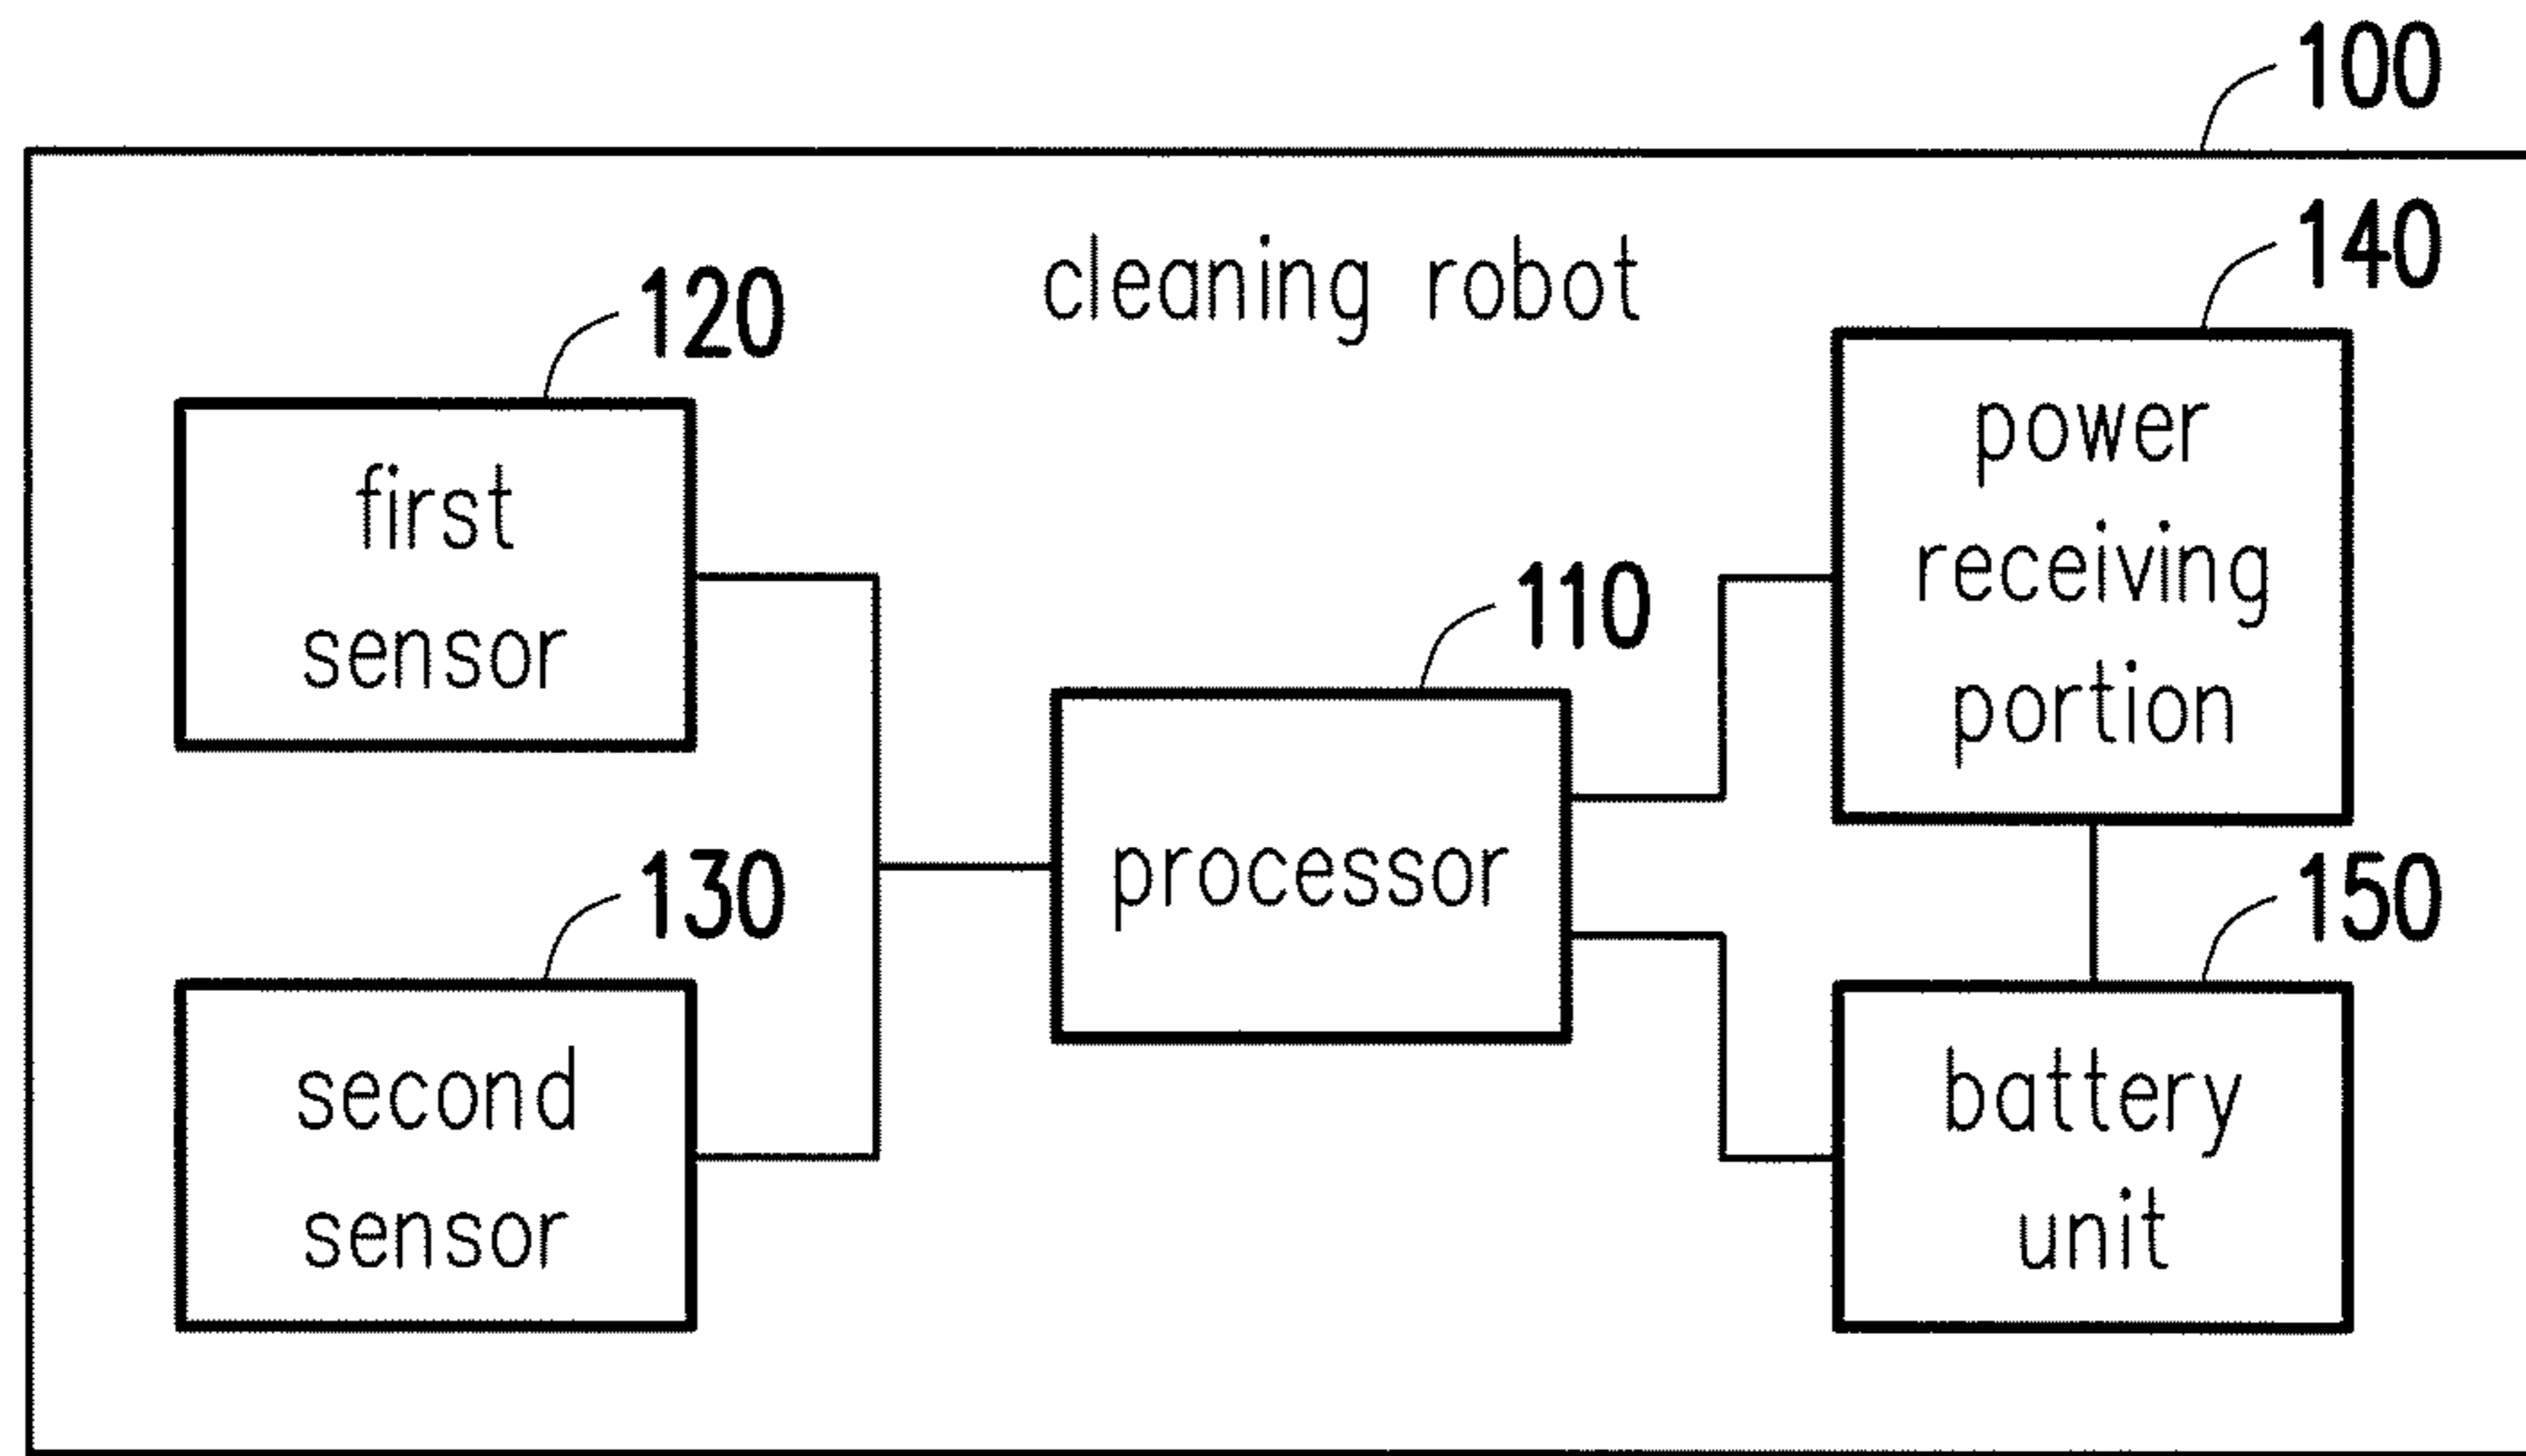 100
cleaning robot
120
first
sensor
130
second
sensor
110
processor
140
power
receiving
portion
150
battery
unit